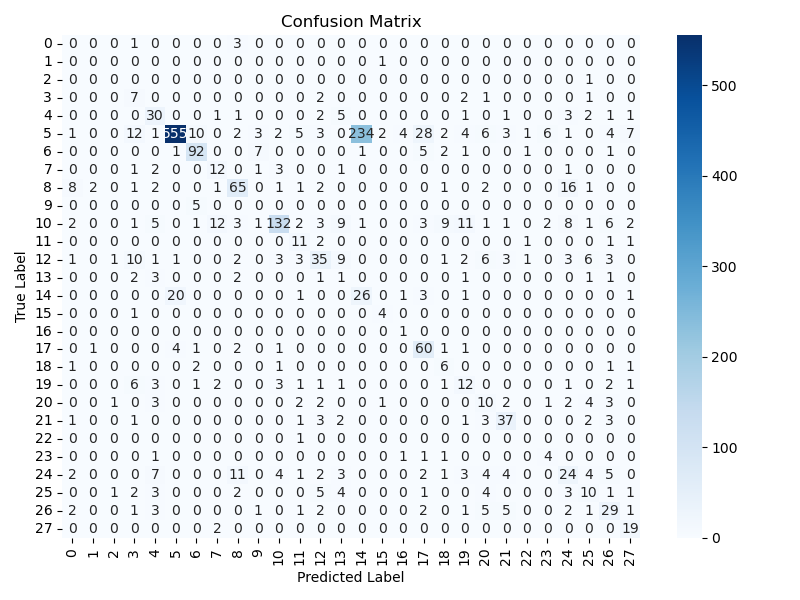 Confusion Matrix
0 0 0 0 1 0 0 0 0 3 0 0 0 0 0 0 0 0 0 0 0 0 0 0 0 0 0 0 0
1 0 0 0 0 0 0 0 0 0 0 0 0 0 0 0 1 0 0 0 0 0 0 0 0 0 0 0 0
2 0 0 0 0 0 0 0 0 0 0 0 0 0 0 0 0 0 0 0 0 0 0 0 0 0 1 0 0
3 0 0 0 7 0 0 0 0 0 0 0 0 2 0 0 0 0 0 0 2 1 0 0 0 0 1 0 0
4 0 0 0 0 30 0 0 1 1 0 0 0 2 5 0 0 0 0 0 1 0 1 0 0 3 2 1 1
5 1 0 0 12 1 555 10 0 2 3 2 5 3 0 234 2 4 28 2 4 6 3 1 6 1 0 4 7
6 0 0 0 0 0 1 92 0 0 7 0 0 0 0 1 0 0 5 2 1 0 0 1 0 0 0 1 0
7 0 0 0 1 2 0 0 12 0 1 3 0 0 1 0 0 0 0 0 0 0 0 0 0 1 0 0 0
8 8 2 0 1 2 0 0 1 65 0 1 1 2 0 0 0 0 0 1 0 2 0 0 0 16 1 0 0
9 0 0 0 0 0 0 5 0 0 0 0 0 0 0 0 0 0 0 0 0 0 0 0 0 0 0 0 0
10 2 0 0 1 5 0 1 12 3 1 132 2 3 9 1 0 0 3 9 11 1 1 0 2 8 1 6 2
11 0 0 0 0 0 0 0 0 0 0 0 11 2 0 0 0 0 0 0 0 0 0 1 0 0 0 1 1
12 1 0 1 10 1 1 0 0 2 0 3 3 35 9 0 0 0 0 1 2 6 3 1 0 3 6 3 0
13 0 0 0 2 3 0 0 0 2 0 0 0 1 1 0 0 0 0 0 1 0 0 0 0 0 1 1 0
14 0 0 0 0 0 20 0 0 0 0 0 1 0 0 26 0 1 3 0 1 0 0 0 0 0 0 0 1
15 0 0 0 1 0 0 0 0 0 0 0 0 0 0 0 4 0 0 0 0 0 0 0 0 0 0 0 0
16 0 0 0 0 0 0 0 0 0 0 0 0 0 0 0 0 1 0 0 0 0 0 0 0 0 0 0 0
17 0 1 0 0 0 4 1 0 2 0 1 0 0 0 0 0 0 60 1 1 0 0 0 0 0 0 0 0
18 1 0 0 0 0 0 2 0 0 0 1 0 0 0 0 0 0 0 6 0 0 0 0 0 0 0 1 1
19 0 0 0 6 3 0 1 2 0 0 3 1 1 1 0 0 0 0 1 12 0 0 0 0 1 0 2 1
20 0 0 1 0 3 0 0 0 0 0 0 2 2 0 0 1 0 0 0 0 10 2 0 1 2 4 3 0
21 1 0 0 1 0 0 0 0 0 0 0 1 3 2 0 0 0 0 0 1 3 37 0 0 0 2 3 0
22 0 0 0 0 0 0 0 0 0 0 0 1 0 0 0 0 0 0 0 0 0 0 0 0 0 0 0 0
23 0 0 0 0 1 0 0 0 0 0 0 0 0 0 0 0 1 1 1 0 0 0 0 4 0 0 0 0
24 2 0 0 0 7 0 0 0 11 0 4 1 2 3 0 0 0 2 1 3 4 4 0 0 24 4 5 0
25 0 0 1 2 3 0 0 0 2 0 0 0 5 4 0 0 0 1 0 0 4 0 0 0 3 10 1 1
26 2 0 0 1 3 0 0 0 0 1 0 1 2 0 0 0 0 2 0 1 5 5 0 0 2 1 29 1
27 0 0 0 0 0 0 0 2 0 0 0 0 0 0 0 0 0 0 0 0 0 0 0 0 0 0 0 19
0 1 2 3 4 5 6 7 8 9 10 11 12 13 14 15 16 17 18 19 20 21 22 23 24 25 26 27
Predicted Label
True Label
500
400
300
200
100
0